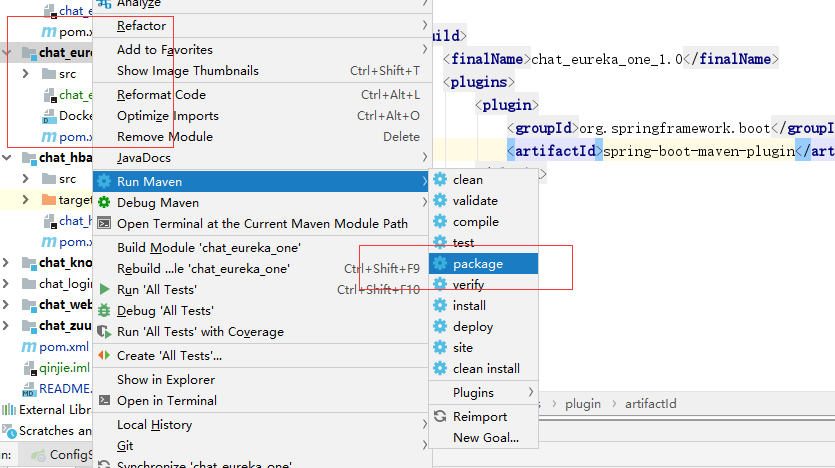 chat_e
pom.
chat_eure
src
chat_e
Docke
pom.x
chat_hba
src
target
chat_h
pom.x
chat_kno
chat_login
chat_web
chat_zuu
pom.xml
qinjie.iml
README.
External Libr
Scratches and
n:
ConfigS
Analyze
Refactor
Add to Favorites
Show Image Thumbnails Ctrl+Shift+T
Reformat Code Ctrl+Alt+L
Optimize Imports Ctrl+Alt+O
Remove Module Delete
JavaDocs
Run Maven
Debug Maven
Open Terminal at the Current Maven Module Path
Build Module 'chat_eureka_one'
Rebuild ...le 'chat_eureka_one' Ctrl+Shift+F9
Run 'All Tests' Ctrl+Shift+F10
Debug 'All Tests'
Run 'All Tests' with Coverage
Create 'All Tests'...
Show in Explorer
Open in Terminal
Local History
Git
Synchronize 'chat_eureka_one'
clean
validate
compile
test
package
verify
install
deploy
site
clean install
Plugins
Reimport
New Goal...
uild>
<finalName>chat_eureka_one_1.0</finalName>
<plugins>
<plugin>
<groupId>org.springframework.boot</groupI
<artifactId>spring-boot-maven-plugin</art
>
s > plugin > artifactId